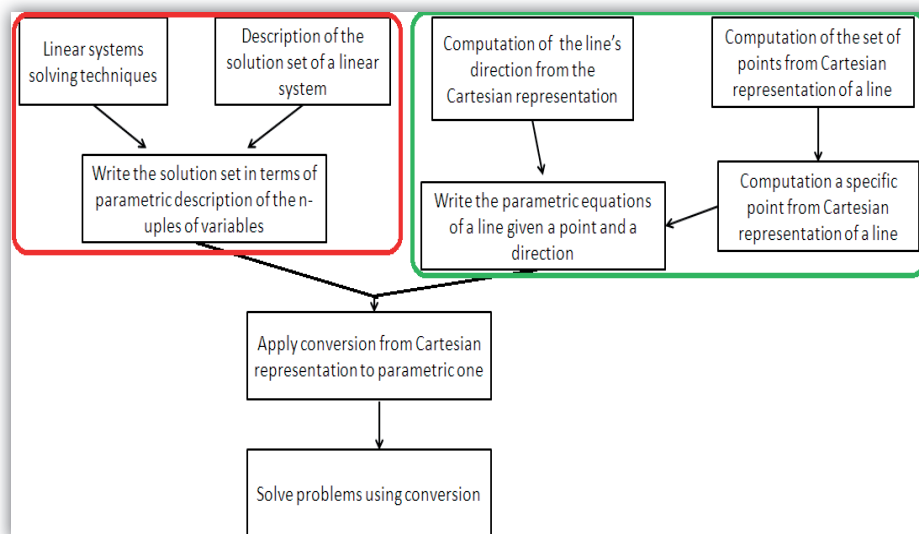 Linear systems
solving techniques
Description of the
solution set of a linear
system
Computation of the line's
direction from the
Cartesian representation
Computation of the set of
points from Cartesian
representation of a line
Write the solution set in terms of
parametric description of the n-
uples of variables
Write the parametric equations
of a line given a point and a
direction
Computation a specific
point from Cartesian
representation of a line
Apply conversion from Cartesian
representation to parametric one
Solve problems using conversion